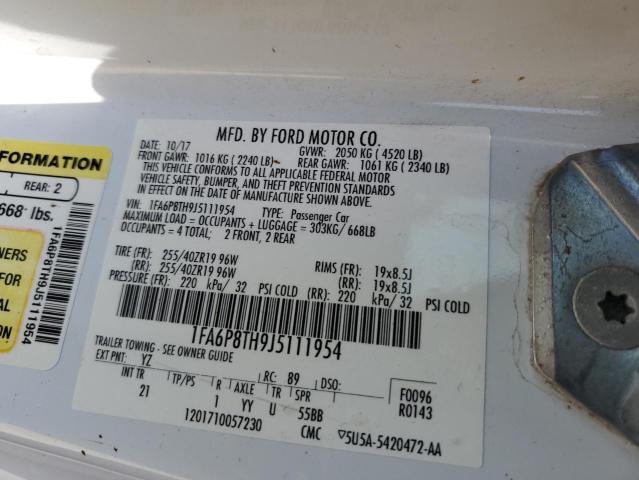 FORMATION
REAR: 2
668 lbs.
NERS
FOR
ION
1FA6P8TH9J5111954
MFD. BY FORD MOTOR CO.
DATE: 10/17 GVWR: 2050 KG ( 4520 LB)
FRONT GAWR: 1016 KG ( 2240 LB) REAR GAWR: 1061 KG ( 2340 LB)
THIS VEHICLE CONFORMS TO ALL APPLICABLE FEDERAL MOTOR
VEHICLE SAFETY, BUMPER, AND THEFT PREVENTION STANDARDS
IN EFFECT ON THE DATE OF MANUFACTURE SHOWN ABOVE.
VIN: 1FA6P8TH9J5111954 TYPE: Passenger Car
MAXIMUM LOAD = OCCUPANTS + LUGGAGE = 303KG/ 668LB
OCCUPANTS = 4 TOTAL; 2 FRONT, 2 REAR
TIRE (FR): 255/40ZR19 96W RIMS (FR): 19x8.5J
(RR): 255/40ZR19 96W (RR): 19x8.5J
PRESSURE (FR): 220 kPa/ 32 PSI COLD (RR): 220 kPa/ 32 PSI COLD
1FA6P8TH9J5111954
TRAILER TOWING - SEE OWNER GUIDE
EXT PNT: YZ RC: 89 DSO:
INT TR TP/PS R AXLE TR SPR F0096
21 1 YY U 55BB R0143
1201710057230 CMC ▽5U5A-5420472-AA